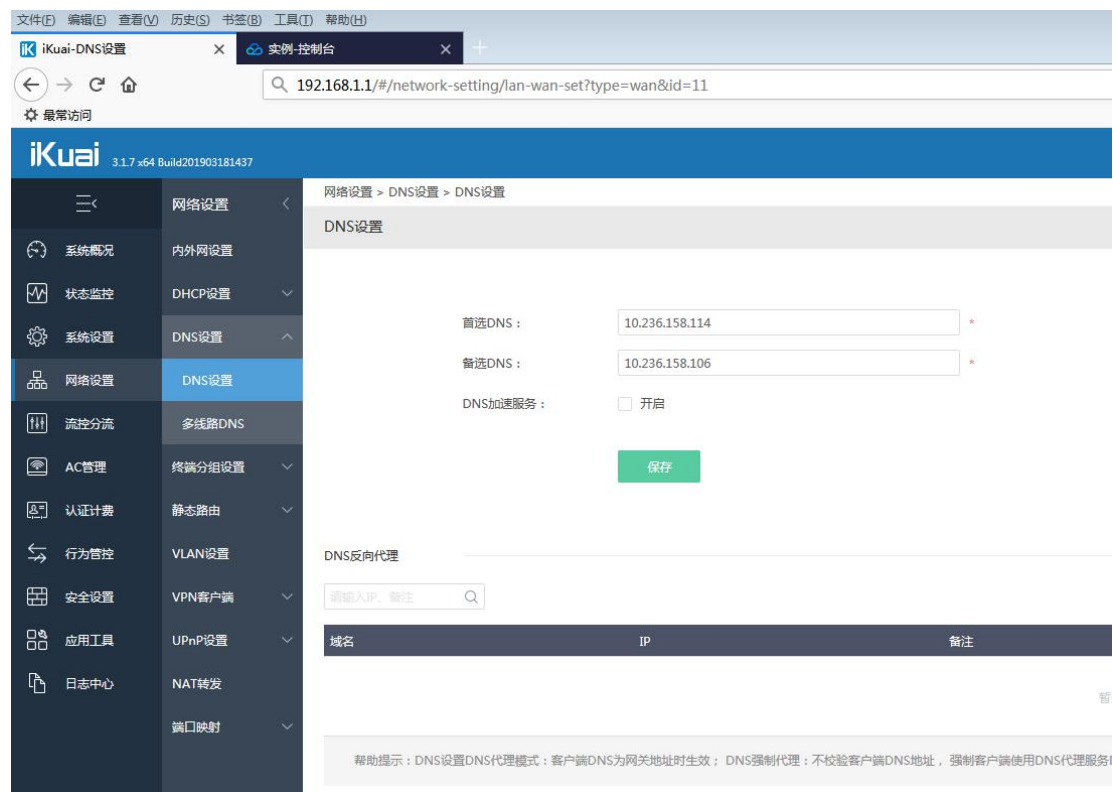 文件(F) 编辑(E) 查看(V) 历史(S) 书签(B) 工具(T) 帮助(H)
iKuai-DNS设置
实例-控制台
192.168.1.1/#/network-setting/lan-wan-set?type=wan&id=11
最常访问
iKuai 3.1.7 x64 Build201903181437
系统概况
状态监控
系统设置
网络设置
流控分流
AC管理
认证计费
行为管控
安全设置
应用工具
日志中心
网络设置
内外网设置
DHCP设置
DNS设置
DNS设置
多线路DNS
终端分组设置
静态路由
VLAN设置
VPN客户端
UPnP设置
NAT转发
端口映射
网络设置 > DNS设置 > DNS设置
DNS设置
首选DNS： 10.236.158.114 *
备选DNS： 10.236.158.106 *
DNS加速服务： 开启
保存
DNS反向代理
请输入IP、备注
域名 IP 备注
暂
帮助提示：DNS设置DNS代理模式：客户端DNS为网关地址时生效； DNS强制代理：不校验客户端DNS地址，强制客户端使用DNS代理服务